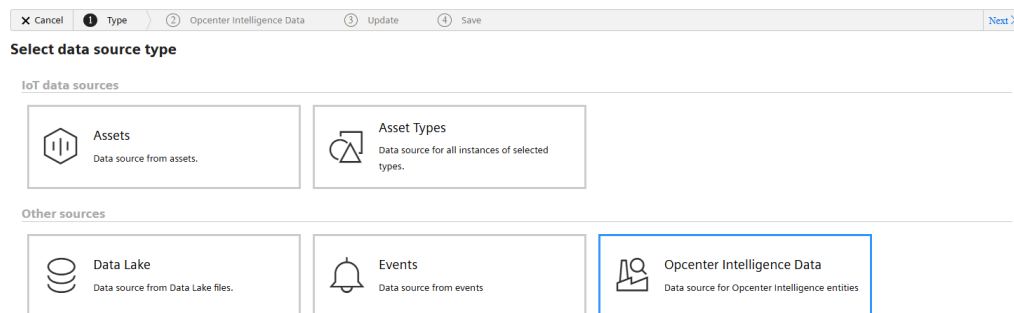 Cancel 1 Type 2 Opcenter Intelligence Data 3 Update 4 Save Next
Select data source type
IoT data sources
Assets
Data source from assets.
Asset Types
Data source for all instances of selected
types.
Other sources
Data Lake
Data source from Data Lake files.
Events
Data source from events
Opcenter Intelligence Data
Data source for Opcenter Intelligence entities